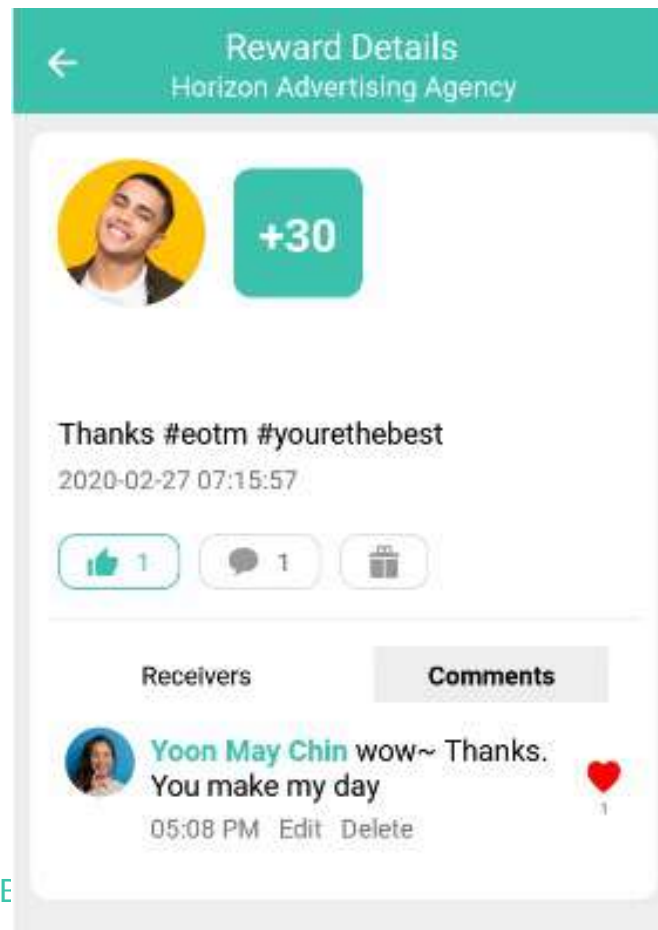 Reward Details
Horizon Advertising Agency
+30
Thanks #eotm #yourethebest
2020-02-27 07:15:57
1
1
Receivers
Comments
Yoon May Chin wow~ Thanks.
You make my day
1
05:08 PM Edit Delete
E